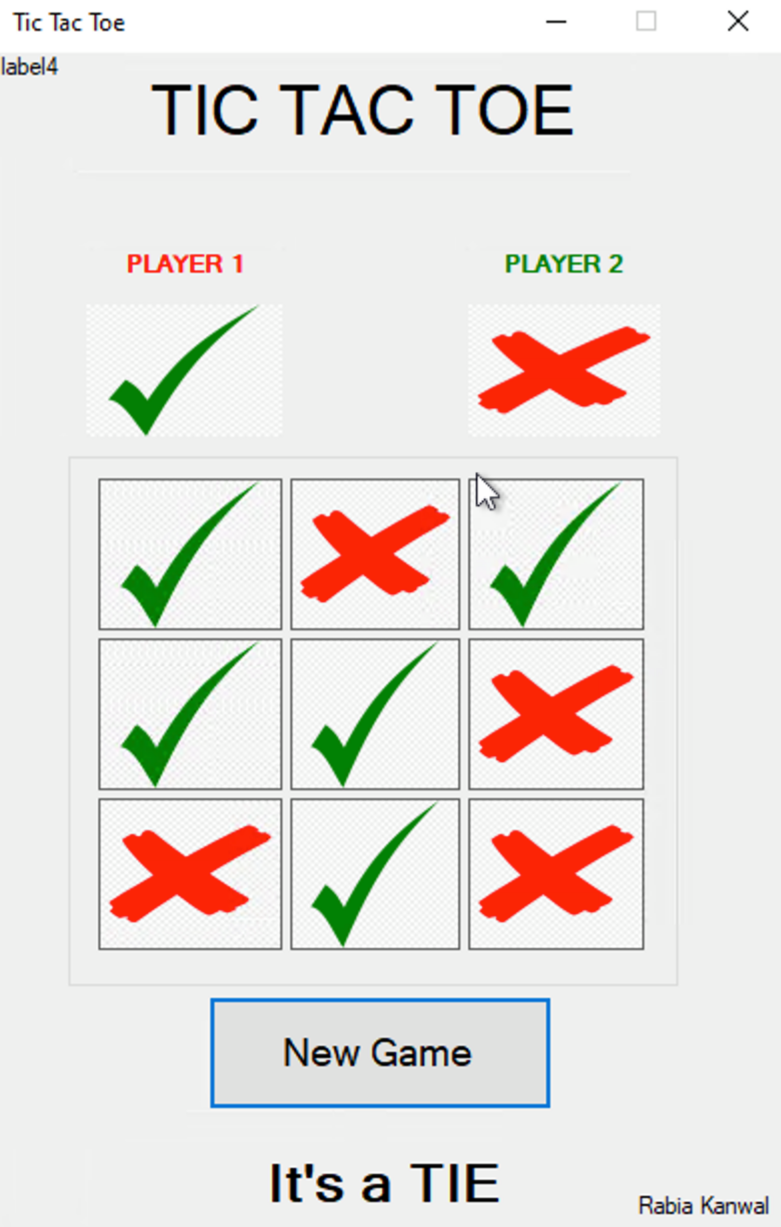 Tic Tac Toe
label4
TIC TAC TOE
PLAYER 1
PLAYER 2
New Game
It's a TIE
Rabia Kanwal